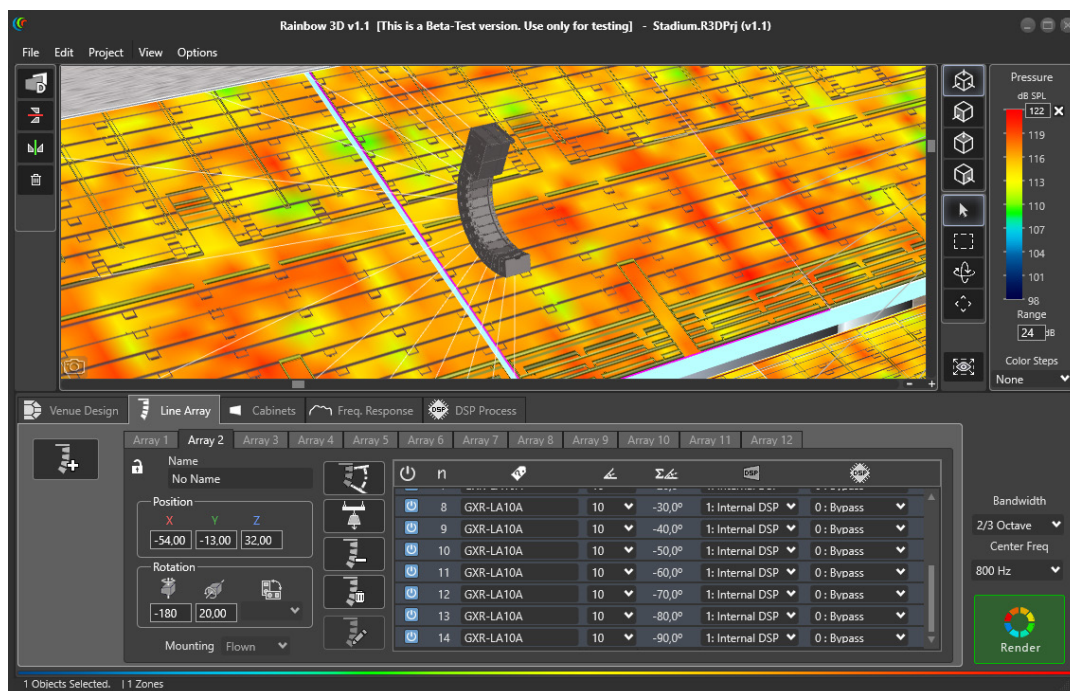 Rainbow 3D v1.1 [This is a Beta-Test version. Use only for testing] - Stadium.R3DPrj (v1.1)
File Edit Project View Options
Pressure
dB SPL
122
119
116
113
110
107
104
101
98
Range
24 dB
Color Steps
None
Venue Design Line Array Cabinets Freq. Response DSP DSP Process
Array 1 Array 2 Array 3 Array 4 Array 5 Array 6 Array 7 Array 8 Array 9 Array 10 Array 11 Array 12
Name
No Name
Position
X Y Z
-54,00 -13,00 32,00
Rotation
-180 20,00
Mounting Flown
n Σ DSP DSP
8 GXR-LA10A 10 -30,0º 1: Internal DSP 0 : Bypass
9 GXR-LA10A 10 -40,0º 1: Internal DSP 0 : Bypass
10 GXR-LA10A 10 -50,0º 1: Internal DSP 0 : Bypass
11 GXR-LA10A 10 -60,0º 1: Internal DSP 0 : Bypass
12 GXR-LA10A 10 -70,0º 1: Internal DSP 0 : Bypass
13 GXR-LA10A 10 -80,0º 1: Internal DSP 0 : Bypass
14 GXR-LA10A 10 -90,0º 1: Internal DSP 0 : Bypass
Bandwidth
2/3 Octave
Center Freq
800 Hz
Render
1 Objects Selected. | 1 Zones